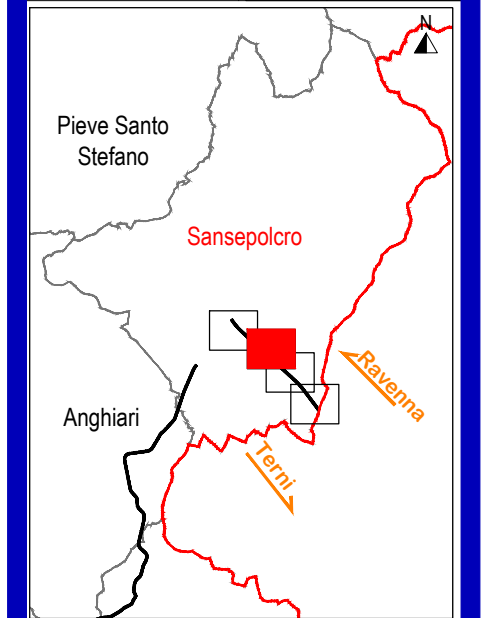 N
Pieve Santo
Stefano
Sansepolcro
Ravenna
Anghiari
Terni